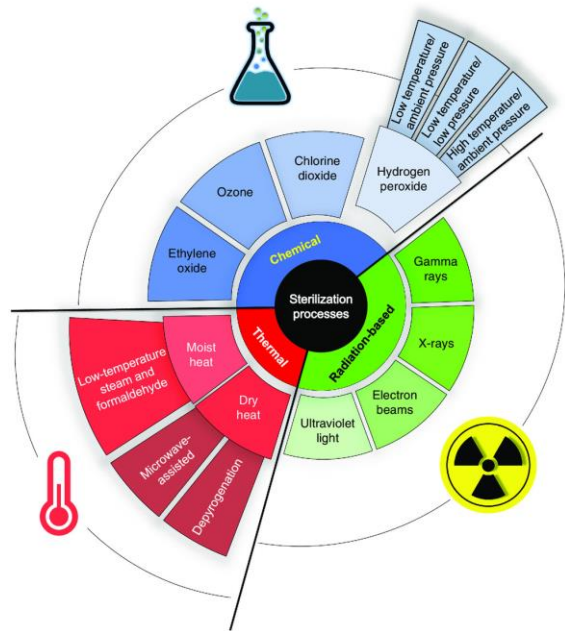 Low temperature/
ambient pressure
Low temperature/
low pressure
High temperature/
ambient pressure
Hydrogen
peroxide
Chlorine
dioxide
Ozone
Ethylene
oxide
Chemical
Sterilization
processes
Thermal
Radiation-based
Gamma
rays
X-rays
Electron
beams
Ultraviolet
light
Moist
heat
Dry
heat
Low-temperature
steam and
formaldehyde
Microwave-
assisted
Depyrogenation